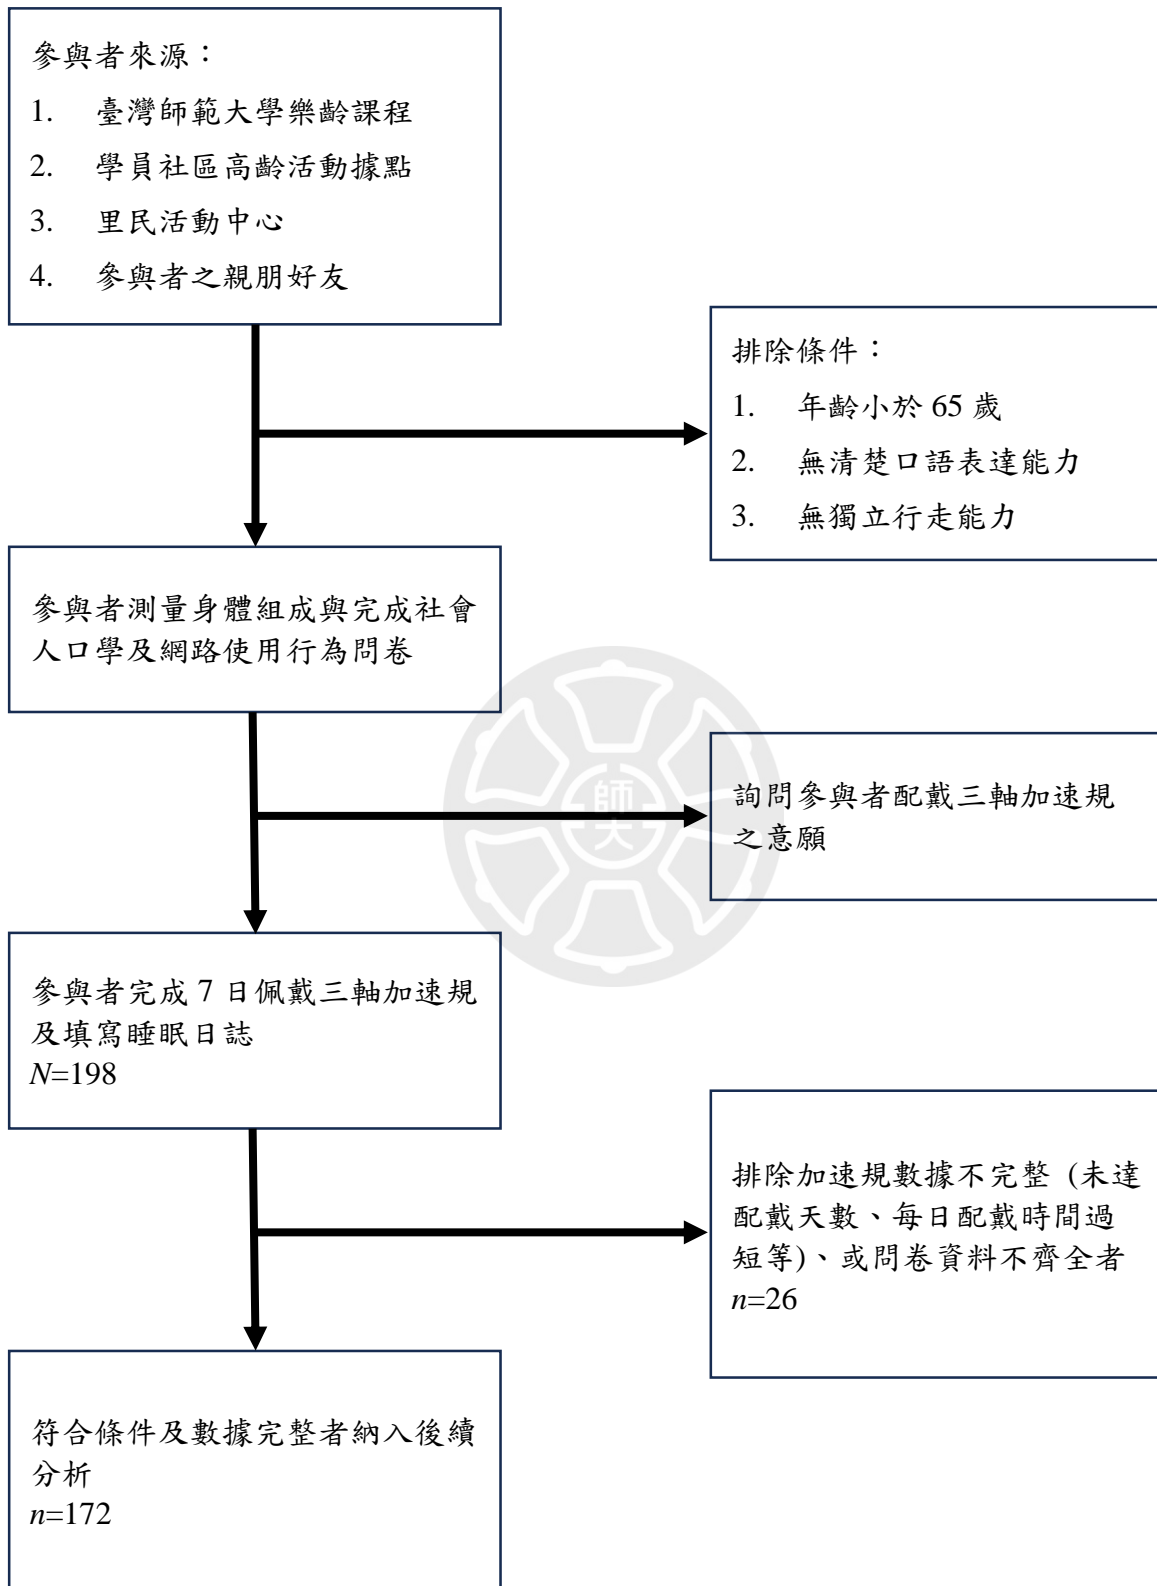 參與者來源：
1. 臺灣師範大學樂齡課程
2. 學員社區高齡活動據點
3. 里民活動中心
4. 參與者之親朋好友
排除條件：
1. 年齡小於 65 歲
2. 無清楚口語表達能力
3. 無獨立行走能力
參與者測量身體組成與完成社會
人口學及網路使用行為問卷
師大
詢問參與者配戴三軸加速規
之意願
參與者完成 7 日佩戴三軸加速規
及填寫睡眠日誌
N=198
排除加速規數據不完整 (未達
配戴天數、每日配戴時間過
短等)、或問卷資料不齊全者
n=26
符合條件及數據完整者納入後續
分析
n=172